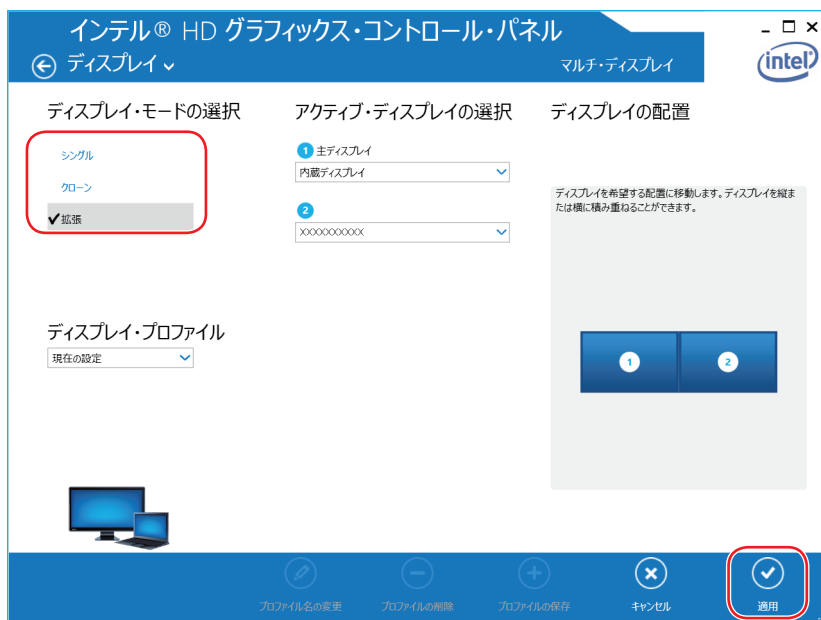 インテル® HD グラフィックス・コントロール・パネル
ディスプレイ
マルチ・ディスプレイ
intel
ディスプレイ・モードの選択
シングル
クローン
拡張
ディスプレイ・プロファイル
現在の設定
アクティブ・ディスプレイの選択
1 主ディスプレイ
内蔵ディスプレイ
2
XXXXXXXXXX
ディスプレイの配置
ディスプレイを希望する配置に移動します。ディスプレイを縦ま
たは横に積み重ねることができます。
1 2
プロファイル名の変更
プロファイルの削除
プロファイルの保存
キャンセル
適用